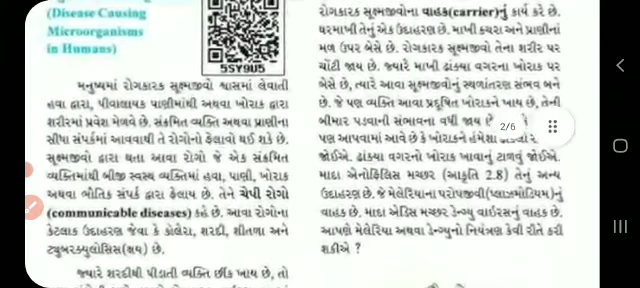 (Disease Causing
Microorganisms
in Humans)
5SY9U5
મનુષ્યમાં રોગકારક સૂક્ષ્મજીવો શ્વાસમાં લેવાતી
હવા દ્વારા, પીવાલાયક પાણીમાંથી અથવા ખોરાક દ્વારા
શરીરમાં પ્રવેશ મેળવે છે. સંક્રમિત વ્યક્તિ અથવા પ્રાણીના
સીધા સંપર્કમાં આવવાથી તે રોગોનો ફેલાવો થઈ શકે છે.
સૂક્ષ્મજીવો દ્વારા થતા આવા રોગો જે એક સંક્રમિત
વ્યક્તિમાંથી બીજી સ્વસ્થ વ્યક્તિમાં હવા, પાણી, ખોરાક
અથવા ભૌતિક સંપર્ક દ્વારા ફેલાય છે. તેને ચેપી રોગો
(communicable diseases) કહે છે. આવા રોગોના
કેટલાક ઉદાહરણ જેવા કે કોલેરા, શરદી, શીતળા અને
ટ્યુબરક્યુલોસિસ(ક્ષય) છે.
જ્યારે શરદીથી પીડાતી વ્યક્તિ છીંક ખાય છે, તો
રોગકારક સૂક્ષ્મજીવોના વાહક(carrier)નું કાર્ય કરે છે.
ઘરમાખી તેનું એક ઉદાહરણ છે. માખી કચરા અને પ્રાણીનાં
મળ ઉપર બેસે છે. રોગકારક સૂક્ષ્મજીવો તેના શરીર પર
ચોંટી જાય છે. જ્યારે માખી ઢાંક્યા વગરના ખોરાક પર
બેસે છે, ત્યારે આવા સૂક્ષ્મજીવોનું સ્થળાંતરણ સંભવ બને
છે. જે પણ વ્યક્તિ આવા પ્રદૂષિત ખોરાકને ખાય છે, તેની
બીમાર પડવાની સંભાવના વધી જાય છે
2/6
પણ આપવામાં આવે છે કે ખોરાકને હંમેશા
જોઈએ. ઢાંક્યા વગરનો ખોરાક ખાવાનું ટાળવું જોઈએ.
માદા એનોફિલિસ મચ્છર (આકૃતિ 2.8) તેનું અન્ય
ઉદાહરણ છે. જે મેલેરિયાના પરોપજીવી(પ્લાઝમોડિયમ)નું
વાહક છે. માદા એડિસ મચ્છર ડેન્ગ્યુ વાઇરસનું વાહક છે.
આપણે મેલેરિયા અથવા ડેન્ગ્યુનો નિયંત્રણ કેવી રીતે કરી
શકીએ ?